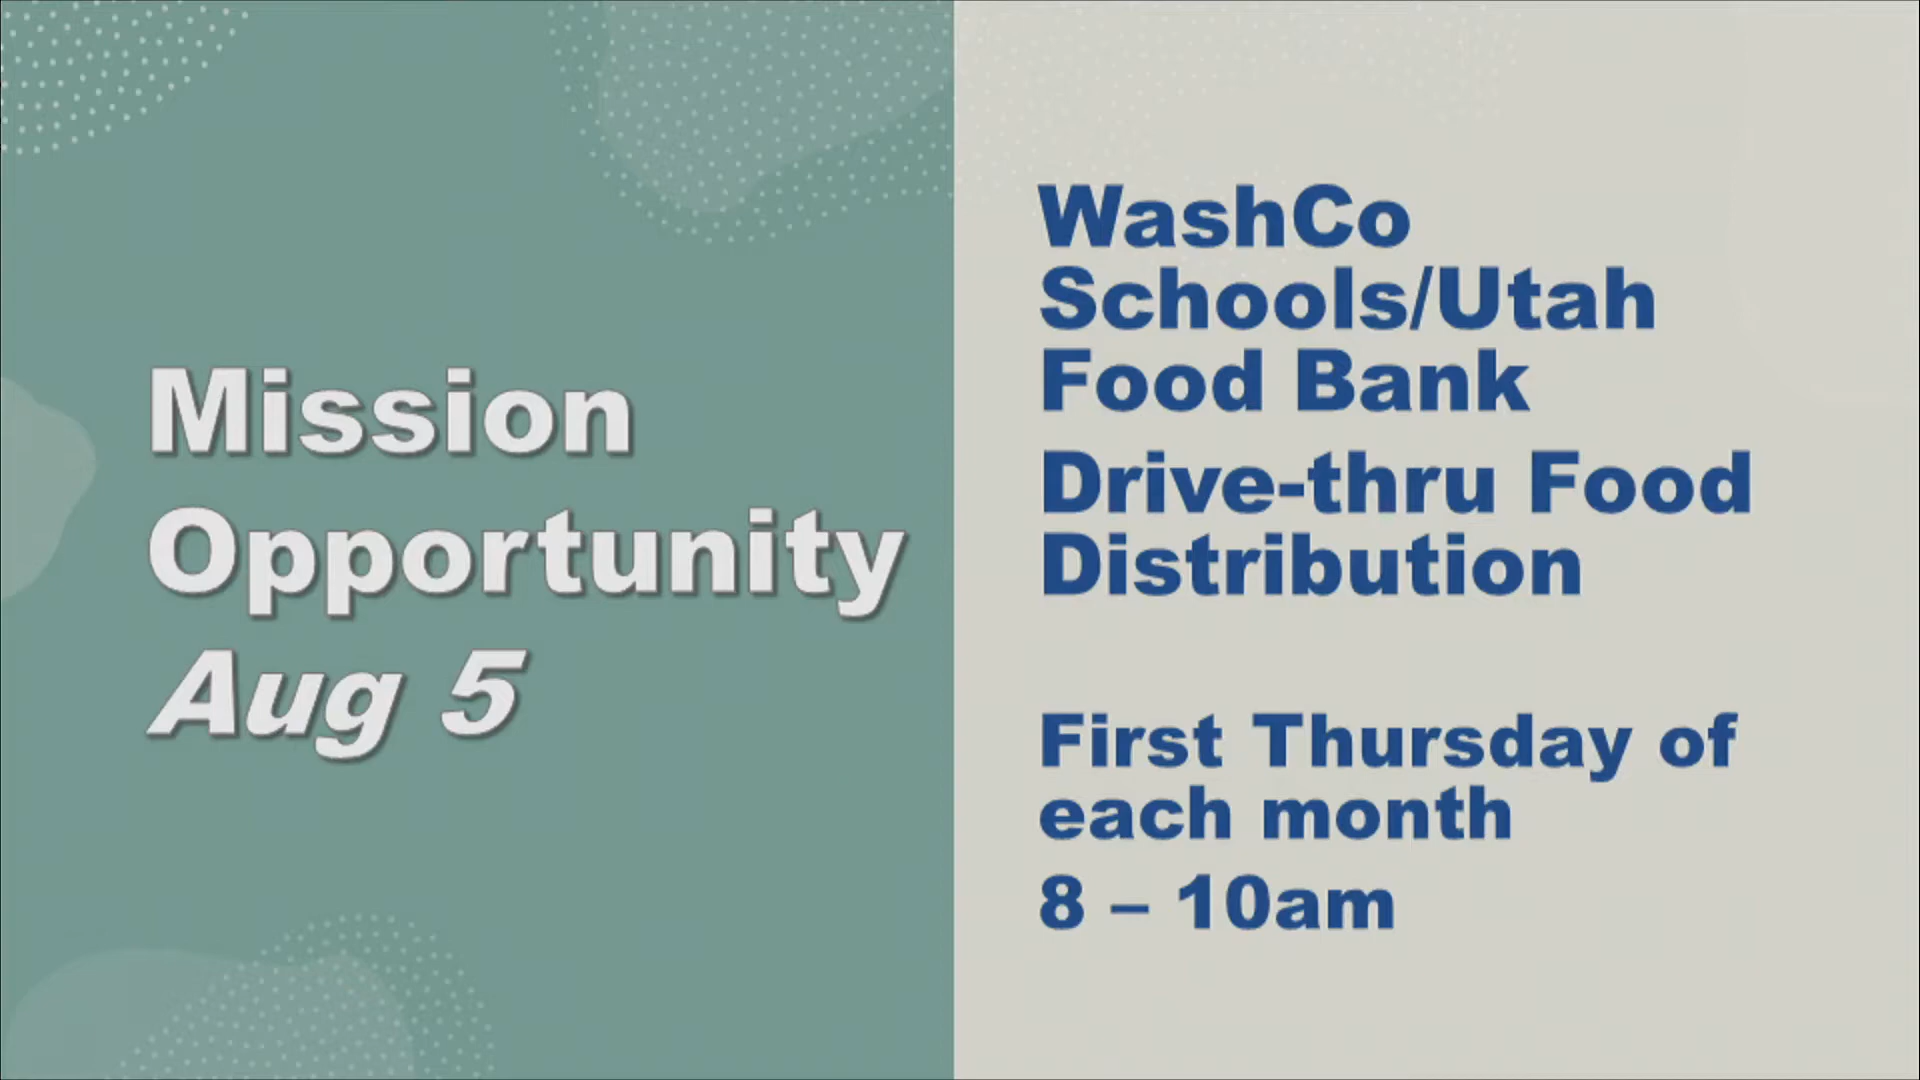 Mission
Opportunity
Aug 5
WashCo
Schools/Utah
Food Bank
Drive-thru Food
Distribution
First Thursday of
each month
8 – 10am